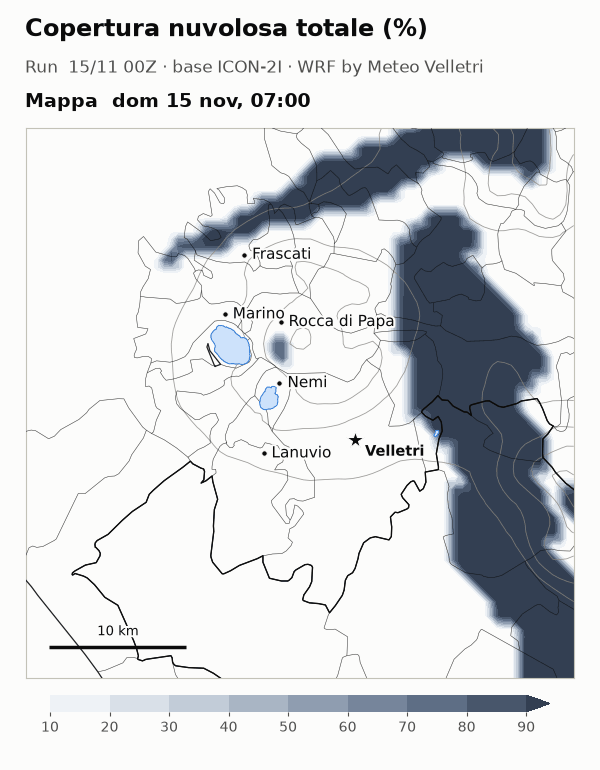 Copertura nuvolosa totale (%)
Run  15/11 00Z · base ICON-2I · WRF by Meteo Velletri
Mappa  dom 15 nov, 07:00
Frascati
Marino
Rocca di Papa
Nemi
Velletri
Lanuvio
10 km
10 20 30 40 50 60 70 80 90